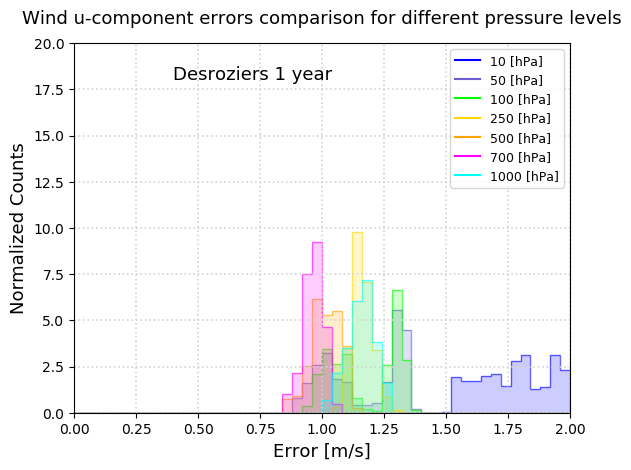 Wind u-component errors comparison for different pressure levels
Desroziers 1 year
10 [hPa]
50 [hPa]
100 [hPa]
250 [hPa]
500 [hPa]
700 [hPa]
1000 [hPa]
Normalized Counts
20.0
17.5
15.0
12.5
10.0
7.5
5.0
2.5
0.0
0.00 0.25 0.50 0.75 1.00 1.25 1.50 1.75 2.00
Error [m/s]